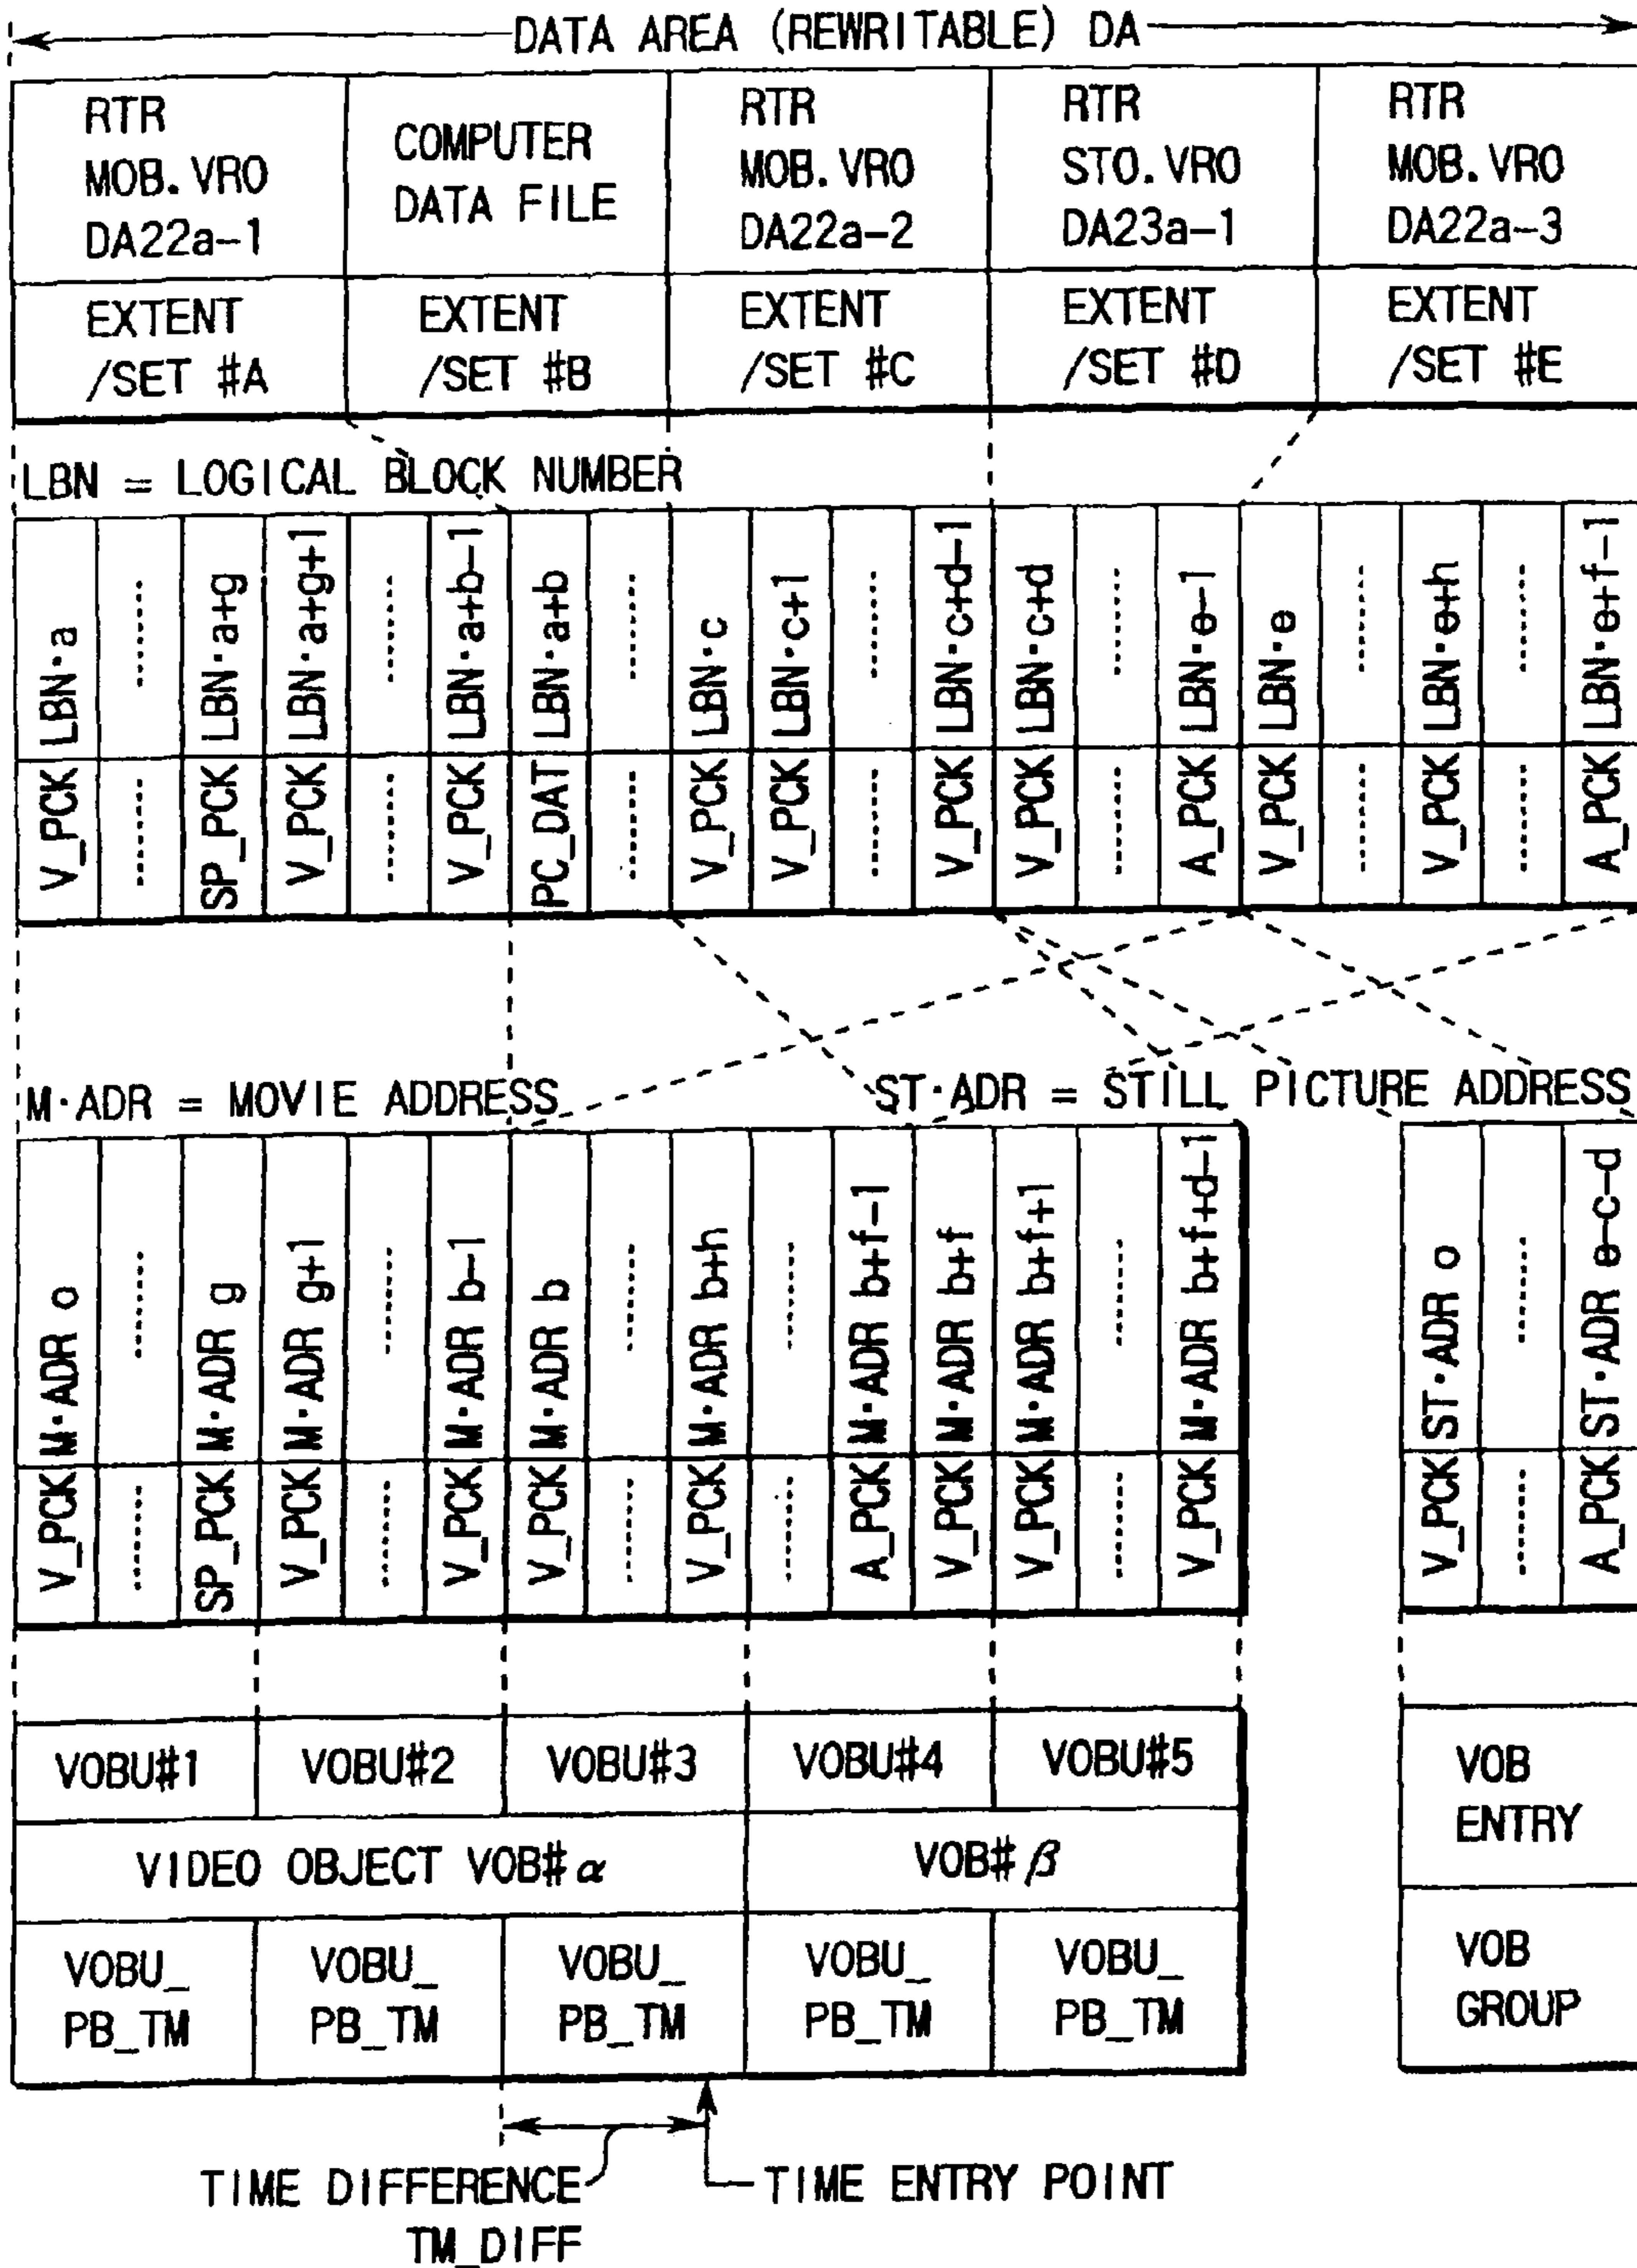 DATA AREA (REWRITABLE) DA
RTR
MOB.VRO
DA22a-1
COMPUTER
DATA FILE
RTR
MOB.VRO
DA22a-2
RTR
STO.VRO
DA23a-1
RTR
MOB.VRO
DA22a-3
EXTENT
/SET #A
EXTENT
/SET #B
EXTENT
/SET #C
EXTENT
/SET #D
EXTENT
/SET #E
LBN = LOGICAL BLOCK NUMBER
V_PCK LBN·a
........ ........
SP_PCK LBN·a+g
V_PCK LBN·a+g+1
........ ........
V_PCK LBN·a+b-1
PC_DAT LBN·a+b
........ ........
V_PCK LBN·c
V_PCK LBN·c+1
........ ........
V_PCK LBN·c+d-1
V_PCK LBN·c+d
........ ........
A_PCK LBN·e-1
V_PCK LBN·e
........ ........
V_PCK LBN·e+h
........ ........
A_PCK LBN·e+f-1
M·ADR = MOVIE ADDRESS
ST·ADR = STILL PICTURE ADDRESS
V_PCK M·ADR o
........ ........
SP_PCK M·ADR g
V_PCK M·ADR g+1
........ ........
V_PCK M·ADR b-1
V_PCK M·ADR b
........ ........
V_PCK M·ADR b+h
........ ........
A_PCK M·ADR b+f-1
V_PCK M·ADR b+f
V_PCK M·ADR b+f+1
........ ........
V_PCK M·ADR b+f+d-1
V_PCK ST·ADR o
........ ........
A_PCK ST·ADR e-c-d
VOBU#1
VOBU#2
VOBU#3
VOBU#4
VOBU#5
VOB
ENTRY
VIDEO OBJECT VOB#α
VOB#β
VOBU_
PB_TM
VOBU_
PB_TM
VOBU_
PB_TM
VOBU_
PB_TM
VOBU_
PB_TM
VOB
GROUP
TIME DIFFERENCE
TM_DIFF
TIME ENTRY POINT